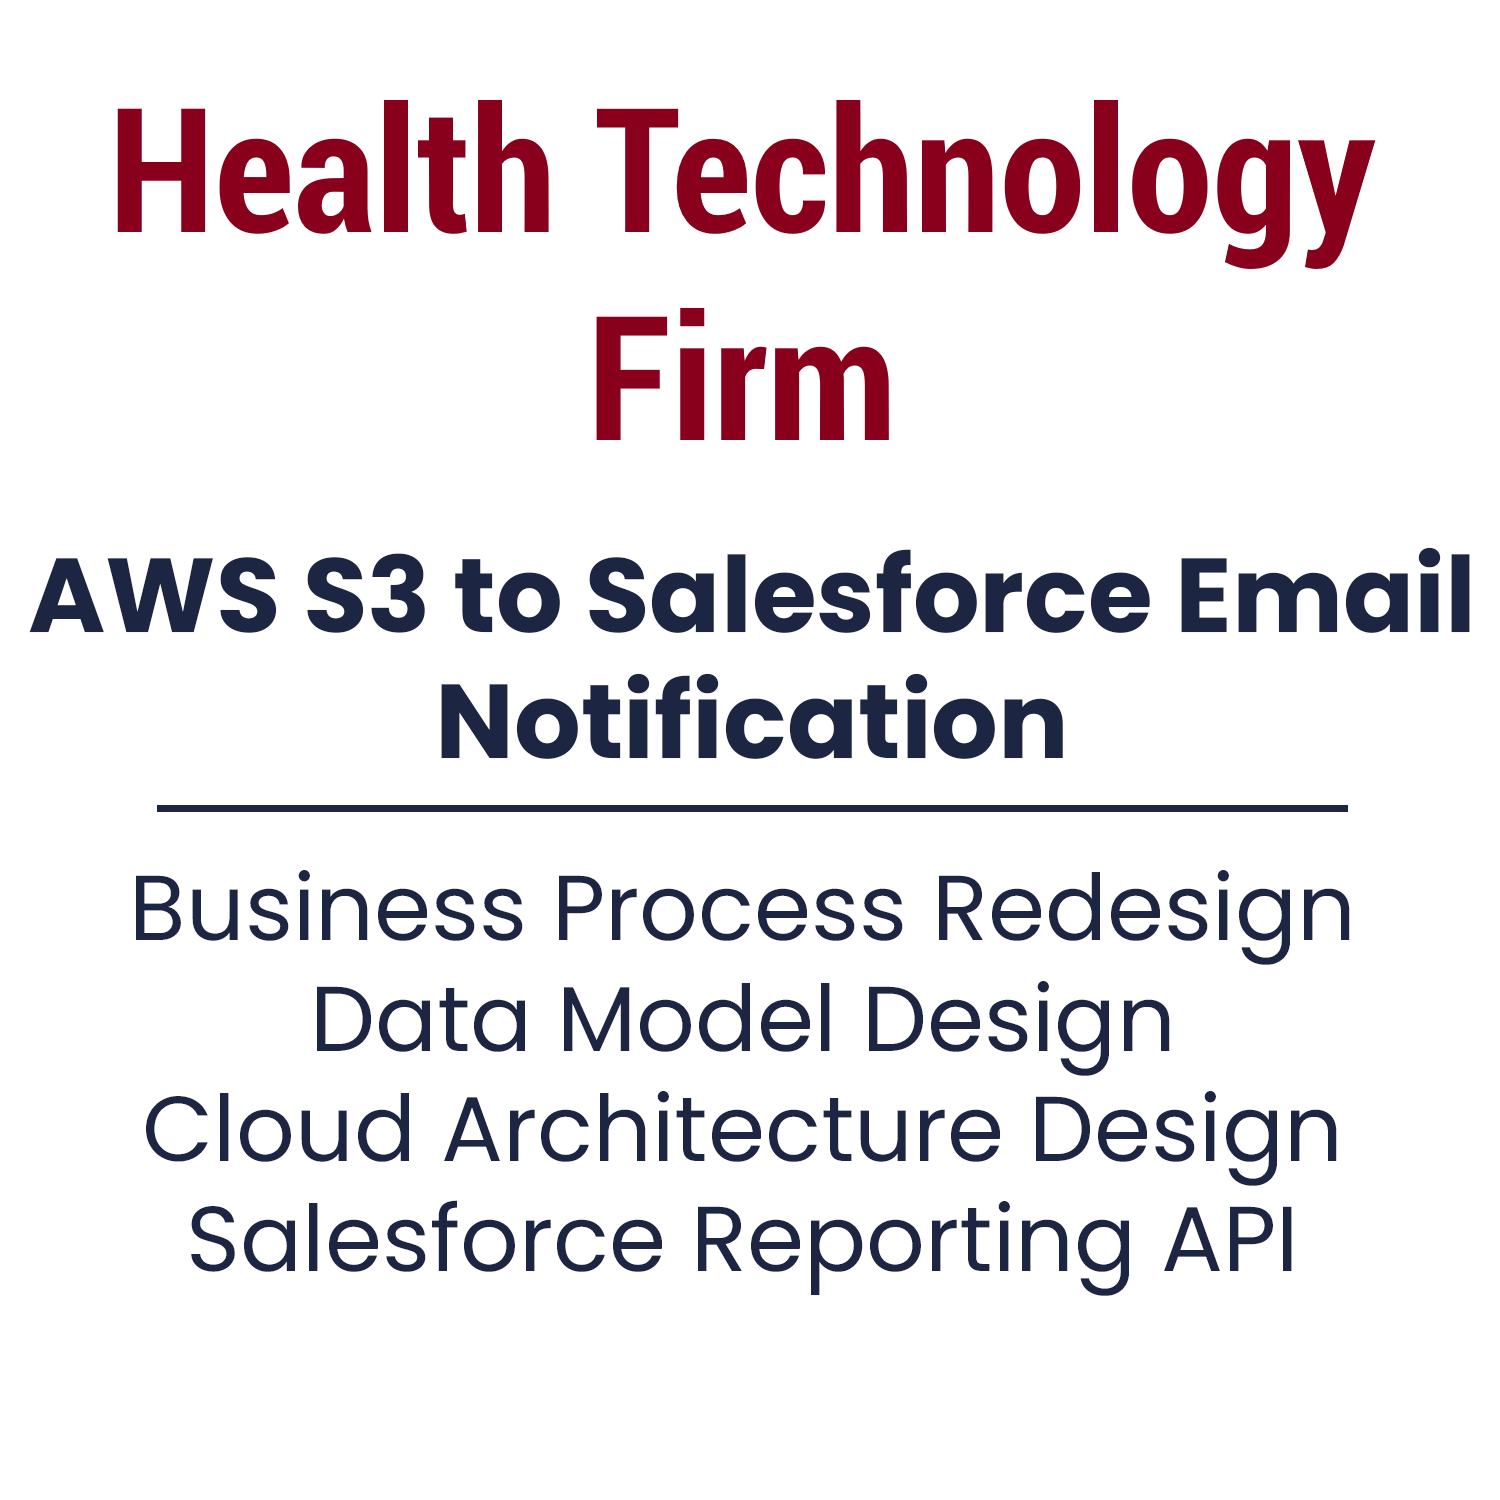 Health Technology
Firm
AWS S3 to Salesforce Email
Notification
Business Process Redesign
Data Model Design
Cloud Architecture Design
Salesforce Reporting API